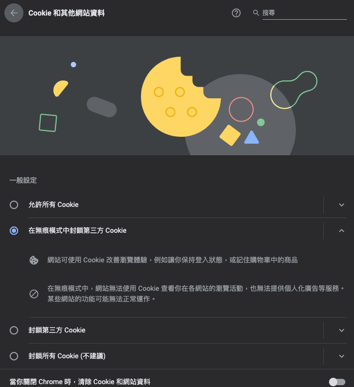 Cookie 和其他網站資料
搜尋
一般設定
允許所有 Cookie
在無痕模式中封鎖第三方 Cookie
網站可使用 Cookie 改善瀏覽體驗，例如讓你保持登入狀態，或記住購物車中的商品
在無痕模式中，網站無法使用 Cookie 查看你在各網站的瀏覽活動，也無法提供個人化廣告等服務。
某些網站的功能可能無法正常運作。
封鎖第三方 Cookie
封鎖所有 Cookie (不建議)
當你關閉 Chrome 時，清除 Cookie 和網站資料